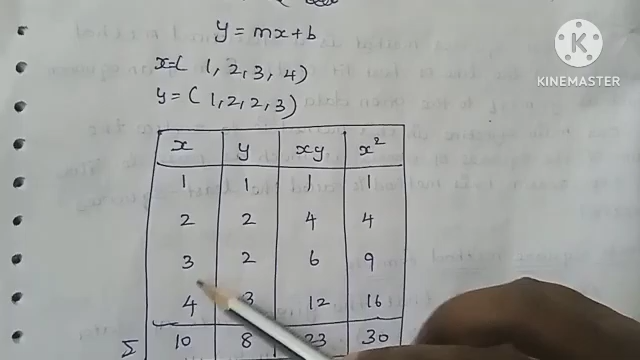 y = mx+b
x=( 1, 2, 3, 4)
y = ( 1, 2, 2, 3)
KINEMASTER
x y xy x²
1 1 1 1
2 2 4 4
3 2 6 9
4 3 12 16
Σ 10 8 23 30